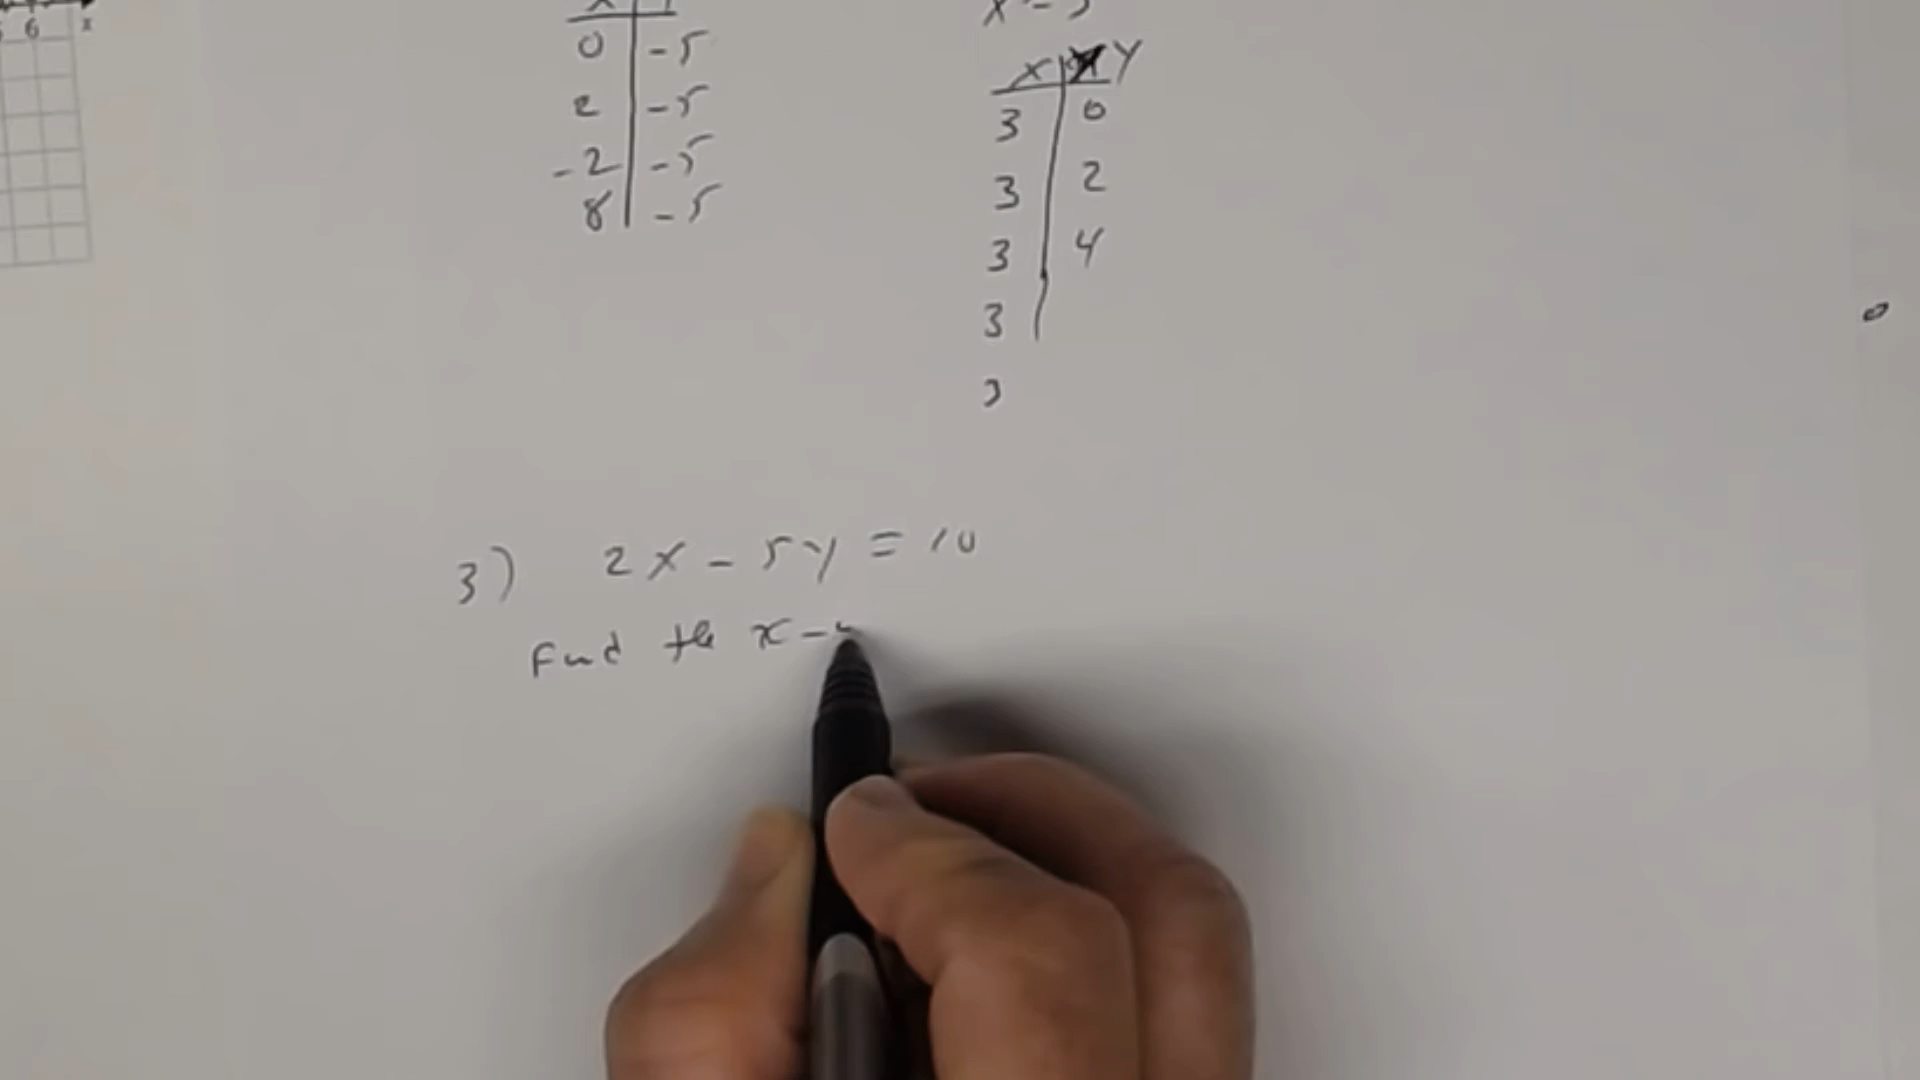 6 x
0 -5
2 -5
-2 -5
8 -5
x Y
3 0
3 2
3 4
3
3) 2x - 5y = 10
Find the x-